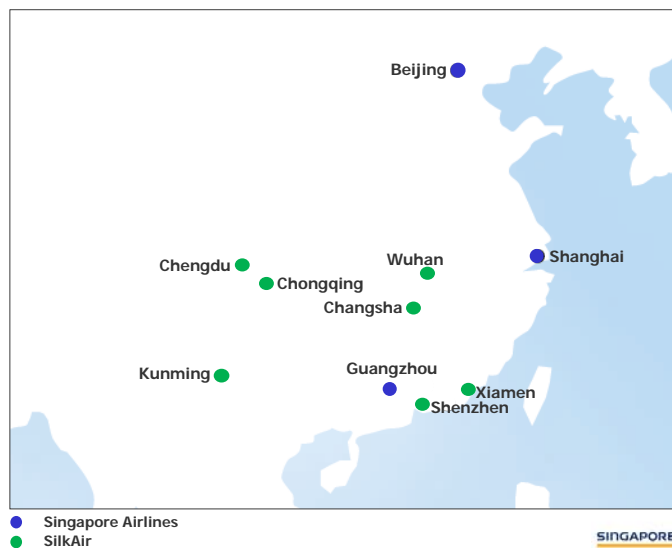 Beijing
Shanghai
Wuhan
Chengdu
Chongqing
Changsha
Guangzhou
Kunming
Xiamen
Shenzhen
Singapore Airlines
SilkAir
SINGAPORE